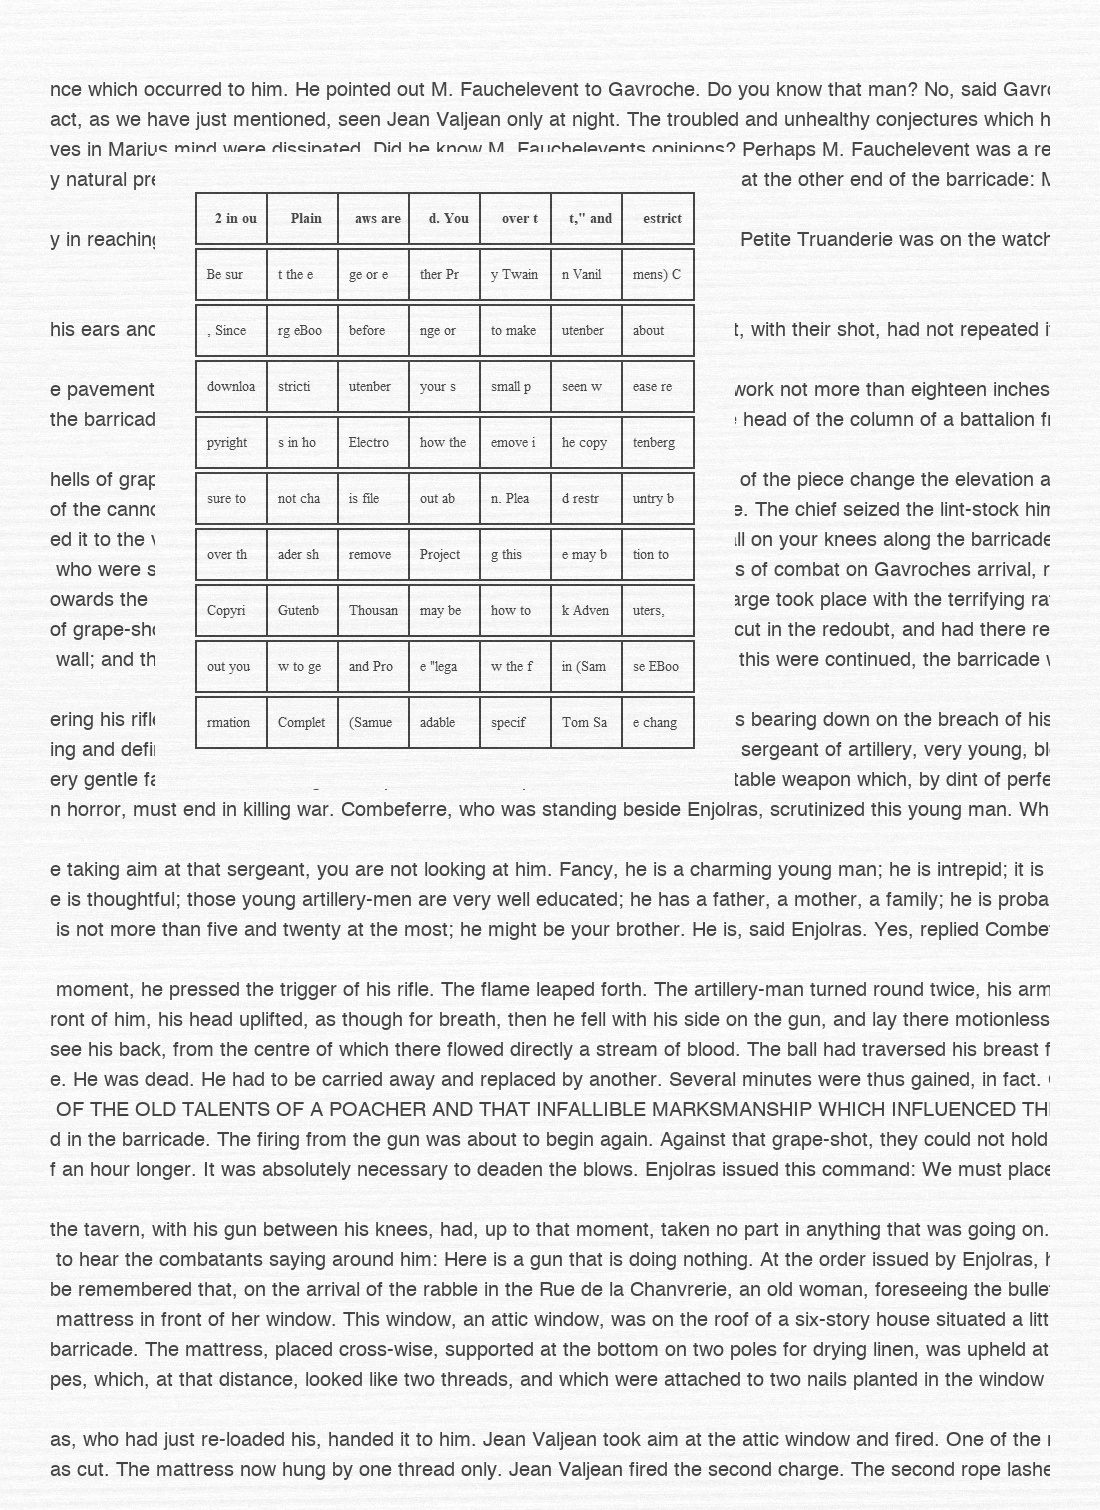 nce which occurred to him. He pointed out M. Fauchelevent to Gavroche. Do you know that man? No, said Gavro
act, as we have just mentioned, seen Jean Valjean only at night. The troubled and unhealthy conjectures which h
ves in Marius mind were dissipated. Did he know M. Fauchelevents opinions? Perhaps M. Fauchelevent was a re
y natural pre at the other end of the barricade: M
2 in ou Plain aws are d. You over t t," and estrict
y in reaching Petite Truanderie was on the watch
Be sur t the e ge or e ther Pr y Twain n Vanil mens) C
his ears and t, with their shot, had not repeated i
, Since rg eBoo before nge or to make utenber about
e pavement work not more than eighteen inches
downloa stricti utenber your s small p seen w ease re
the barricad head of the column of a battalion fr
pyright s in ho Electro how the emove i he copy tenberg
hells of grap of the piece change the elevation a
sure to not cha is file out ab n. Plea d restr untry b
of the canno e. The chief seized the lint-stock him
ed it to the all on your knees along the barricade
over th ader sh remove Project g this e may b tion to
who were s s of combat on Gavroches arrival, r
owards the arge took place with the terrifying ra
Copyri Gutenb Thousan may be how to k Adven uters,
of grape-sho cut in the redoubt, and had there re
wall; and th this were continued, the barricade
out you w to ge and Pro e "lega w the f in (Sam se EBoo
ering his rifle s bearing down on the breach of his
rmation Complet (Samue adable specif Tom Sa e chang
ing and defi sergeant of artillery, very young, bl
ery gentle fa table weapon which, by dint of perfe
n horror, must end in killing war. Combeferre, who was standing beside Enjolras, scrutinized this young man. Wh
e taking aim at that sergeant, you are not looking at him. Fancy, he is a charming young man; he is intrepid; it is
e is thoughtful; those young artillery-men are very well educated; he has a father, a mother, a family; he is proba
is not more than five and twenty at the most; he might be your brother. He is, said Enjolras. Yes, replied Combe
moment, he pressed the trigger of his rifle. The flame leaped forth. The artillery-man turned round twice, his arm
ront of him, his head uplifted, as though for breath, then he fell with his side on the gun, and lay there motionless
see his back, from the centre of which there flowed directly a stream of blood. The ball had traversed his breast f
e. He was dead. He had to be carried away and replaced by another. Several minutes were thus gained, in fact.
OF THE OLD TALENTS OF A POACHER AND THAT INFALLIBLE MARKSMANSHIP WHICH INFLUENCED TH
d in the barricade. The firing from the gun was about to begin again. Against that grape-shot, they could not hold
f an hour longer. It was absolutely necessary to deaden the blows. Enjolras issued this command: We must place
the tavern, with his gun between his knees, had, up to that moment, taken no part in anything that was going on.
to hear the combatants saying around him: Here is a gun that is doing nothing. At the order issued by Enjolras, h
be remembered that, on the arrival of the rabble in the Rue de la Chanvrerie, an old woman, foreseeing the bulle
mattress in front of her window. This window, an attic window, was on the roof of a six-story house situated a litt
barricade. The mattress, placed cross-wise, supported at the bottom on two poles for drying linen, was upheld at
pes, which, at that distance, looked like two threads, and which were attached to two nails planted in the window
as, who had just re-loaded his, handed it to him. Jean Valjean took aim at the attic window and fired. One of the
as cut. The mattress now hung by one thread only. Jean Valjean fired the second charge. The second rope lashe